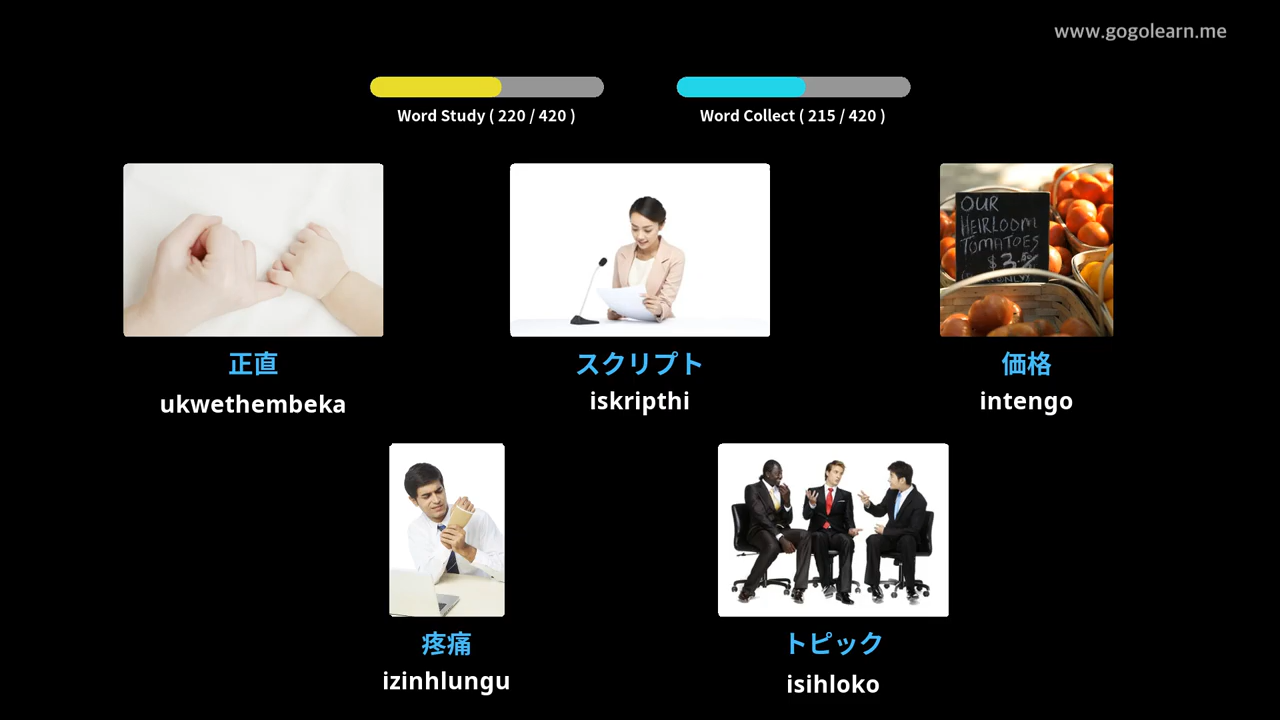 www.gogolearn.me
Word Study ( 220 / 420 )
Word Collect ( 215 / 420 )
OUR
HEIRLOOM
TOMATOES
正直
スクリプト
価格
ukwethembeka
iskripthi
intengo
疼痛
トピック
izinhlungu
isihloko